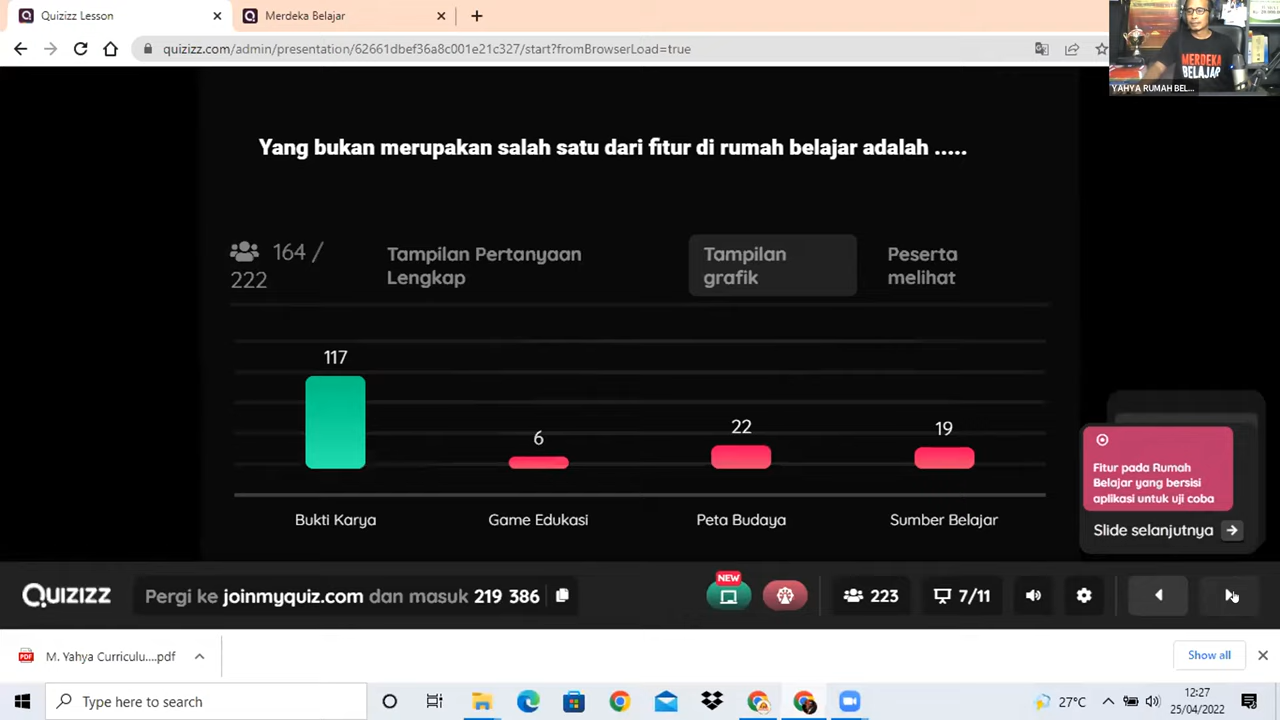 Quizizz Lesson
Merdeka Belajar
quizizz.com/admin/presentation/62661dbef36a8c001e21c327/start?fromBrowserLoad=true
MERDEKA
BELAJAR
YAHYA RUMAH BEL...
Yang bukan merupakan salah satu dari fitur di rumah belajar adalah .....
164 /
222
Tampilan Pertanyaan
Lengkap
Tampilan
grafik
Peserta
melihat
117
6
22
19
Bukti Karya
Game Edukasi
Peta Budaya
Sumber Belajar
Fitur pada Rumah
Belajar yang bersisi
aplikasi untuk uji coba
Slide selanjutnya
QUIZIZZ
Pergi ke joinmyquiz.com dan masuk 219 386
NEW
223
7/11
M. Yahya Curriculu....pdf
Show all
Type here to search
27°C
12:27
25/04/2022